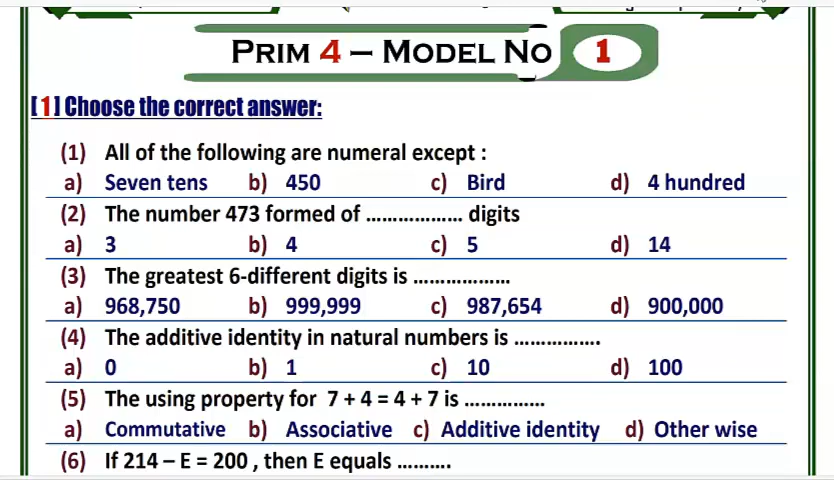 PRIM 4 – MODEL NO 1
[1] Choose the correct answer:
(1) All of the following are numeral except :
a) Seven tens b) 450 c) Bird d) 4 hundred
(2) The number 473 formed of .................. digits
a) 3 b) 4 c) 5 d) 14
(3) The greatest 6-different digits is ..................
a) 968,750 b) 999,999 c) 987,654 d) 900,000
(4) The additive identity in natural numbers is ................
a) 0 b) 1 c) 10 d) 100
(5) The using property for 7 + 4 = 4 + 7 is ...............
a) Commutative b) Associative c) Additive identity d) Other wise
(6) If 214 – E = 200 , then E equals ..........